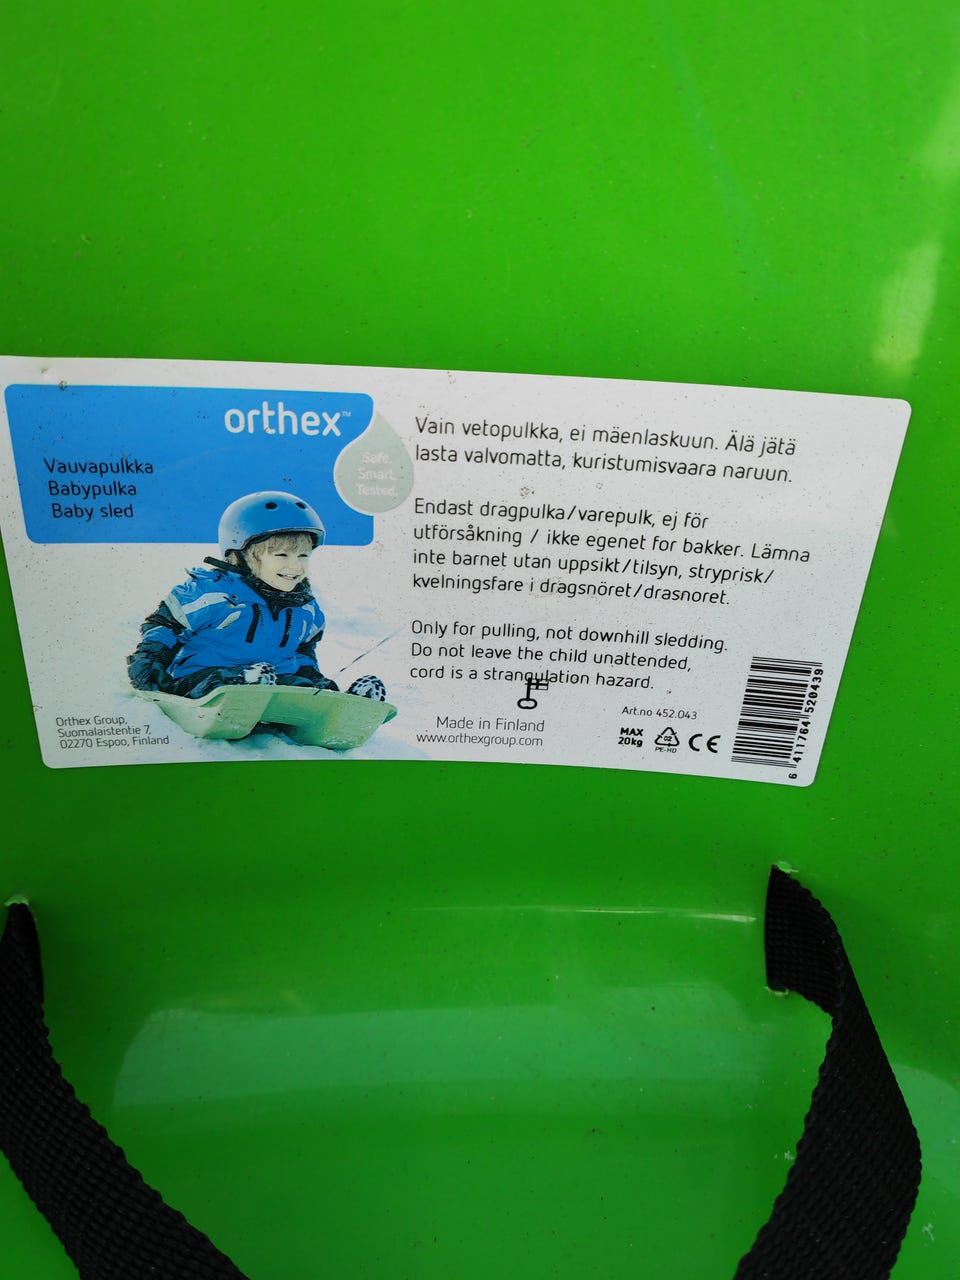 orthex™
Safe.
Smart.
Tested.
Vauvapulkka
Babypulka
Baby sled
Vain vetopulkka, ei mäenlaskuun. Älä jätä
lasta valvomatta, kuristumisvaara naruun.
Endast dragpulka/varepulk, ej för
utförsåkning / ikke egenet for bakker. Lämna
inte barnet utan uppsikt/tilsyn, stryprisk/
kvelningsfare i dragsnöret/drasnoret.
Only for pulling, not downhill sledding.
Do not leave the child unattended,
cord is a strangulation hazard.
Orthex Group,
Suomalaistentie 7,
02270 Espoo, Finland
Made in Finland
www.orthexgroup.com
Art.no 452.043
MAX
20kg
02
PE-HD
CE
6 411764 520439